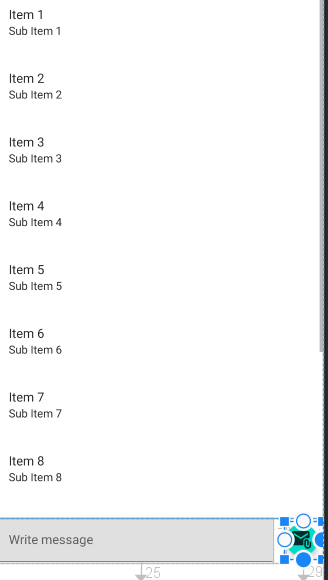 Item 1
Sub Item 1
Item 2
Sub Item 2
Item 3
Sub Item 3
Item 4
Sub Item 4
Item 5
Sub Item 5
Item 6
Sub Item 6
Item 7
Sub Item 7
Item 8
Sub Item 8
Write message
25
29